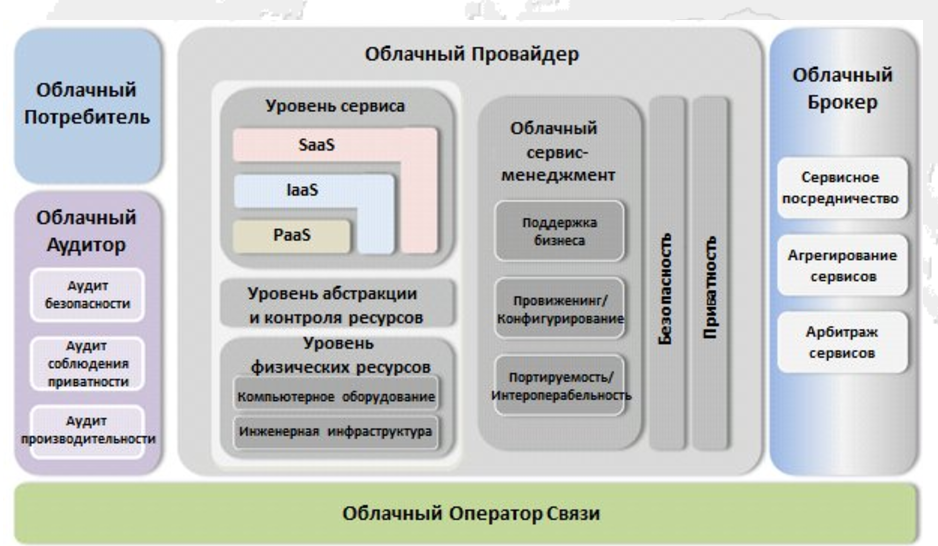 Облачный
Потребитель
Облачный
Аудитор
Аудит
безопасности
Аудит
соблюдения
приватности
Аудит
производительности
Облачный Провайдер
Уровень сервиса
SaaS
IaaS
PaaS
Уровень абстракции
и контроля ресурсов
Уровень
физических ресурсов
Компьютерное оборудование
Инженерная инфраструктура
Облачный
сервис-
менеджмент
Поддержка
бизнеса
Провиженинг/
Конфигурирование
Портируемость/
Интероперабельность
Безопасность
Приватность
Облачный
Брокер
Сервисное
посредничество
Агрегирование
сервисов
Арбитраж
сервисов
Облачный Оператор Связи